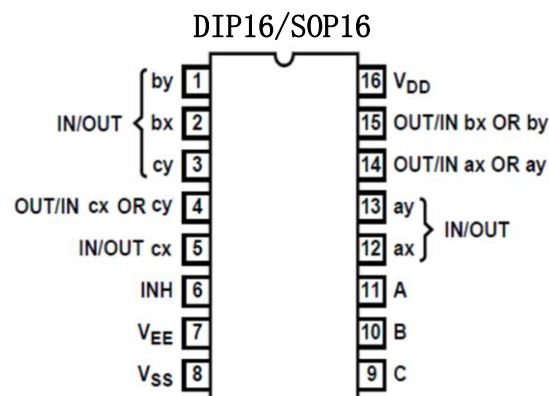 DIP16/SOP16
by 1 16 VDD
IN/OUT bx 2 15 OUT/IN bx OR by
cy 3 14 OUT/IN ax OR ay
OUT/IN cx OR cy 4 13 ay IN/OUT
IN/OUT cx 5 12 ax
INH 6 11 A
VEE 7 10 B
VSS 8 9 C